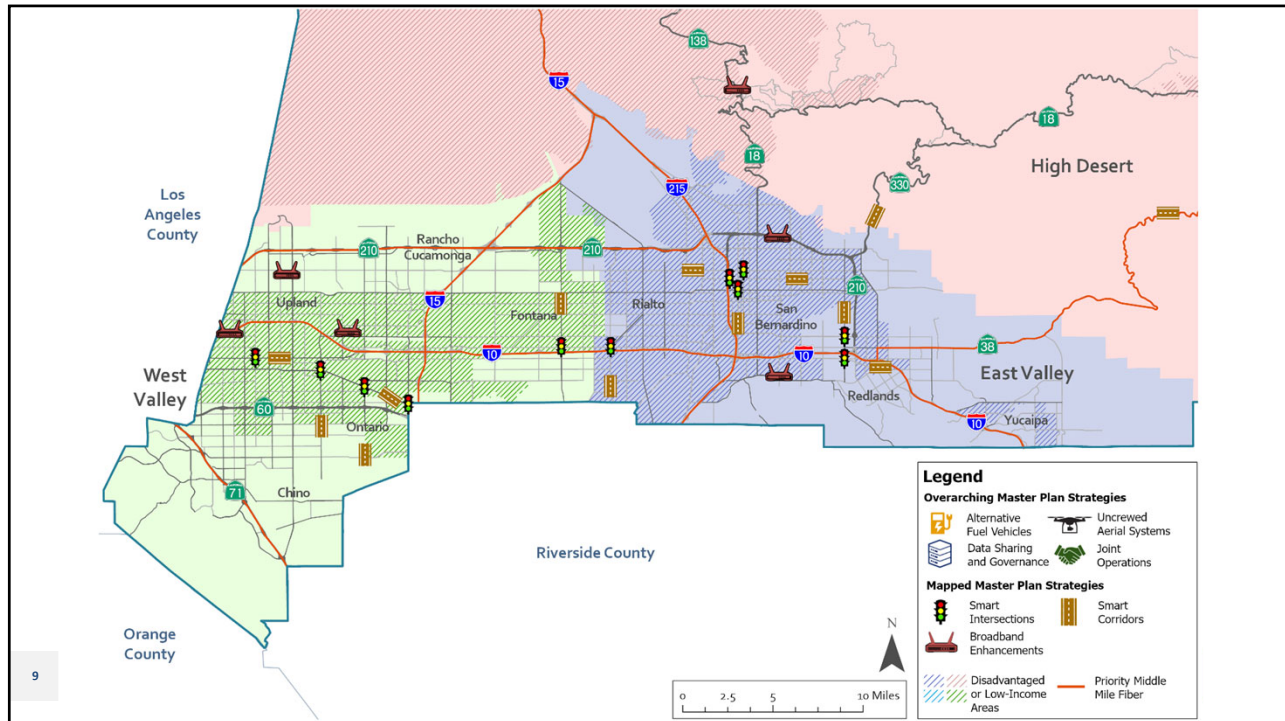 138
15
18
18
High Desert
330
215
Los
Angeles
County
Rancho
Cucamonga
210
210
210
15
Upland
Fontana
Rialto
San
Bernardino
10
10
38
West
Valley
East Valley
Redlands
60
Ontario
Yucaipa
10
71
Chino
Riverside County
Orange
County
N
0 2.5 5 10 Miles
Legend
Overarching Master Plan Strategies
Alternative
Fuel Vehicles
Uncrewed
Aerial Systems
Data Sharing
and Governance
Joint
Operations
Mapped Master Plan Strategies
Smart
Intersections
Smart
Corridors
Broadband
Enhancements
Disadvantaged
or Low-Income
Areas
Priority Middle
Mile Fiber
9